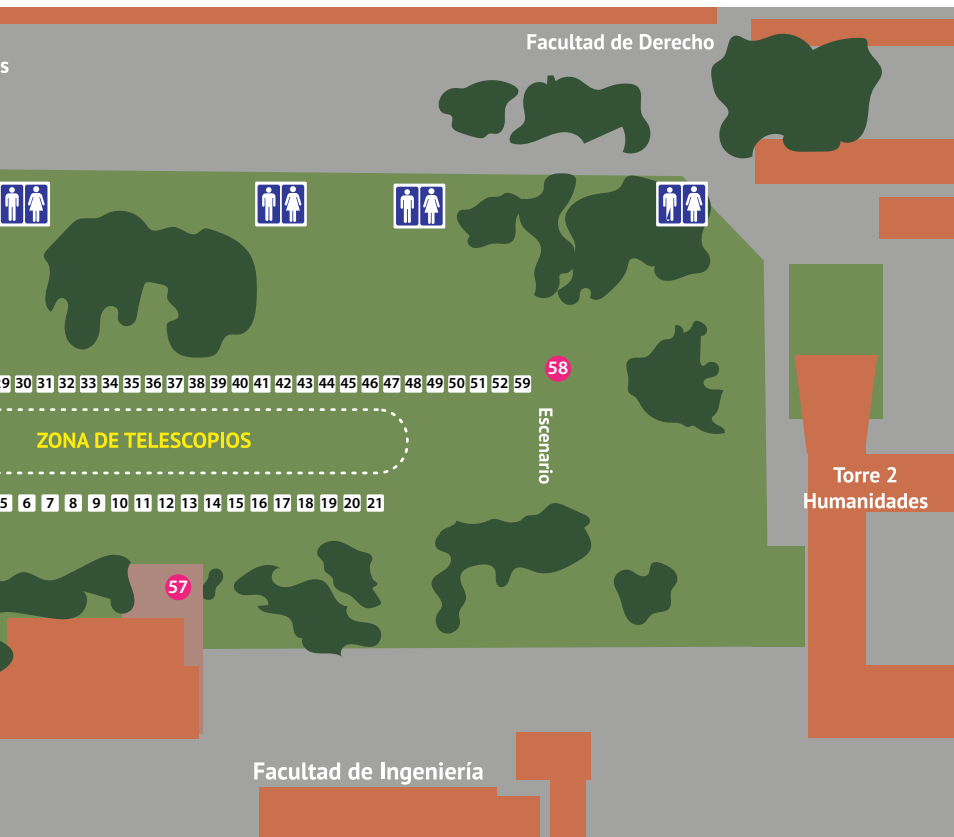 Facultad de Derecho
s
58
29 30 31 32 33 34 35 36 37 38 39 40 41 42 43 44 45 46 47 48 49 50 51 52 59
ZONA DE TELESCOPIOS
Escenario
Torre 2
Humanidades
5 6 7 8 9 10 11 12 13 14 15 16 17 18 19 20 21
57
Facultad de Ingeniería